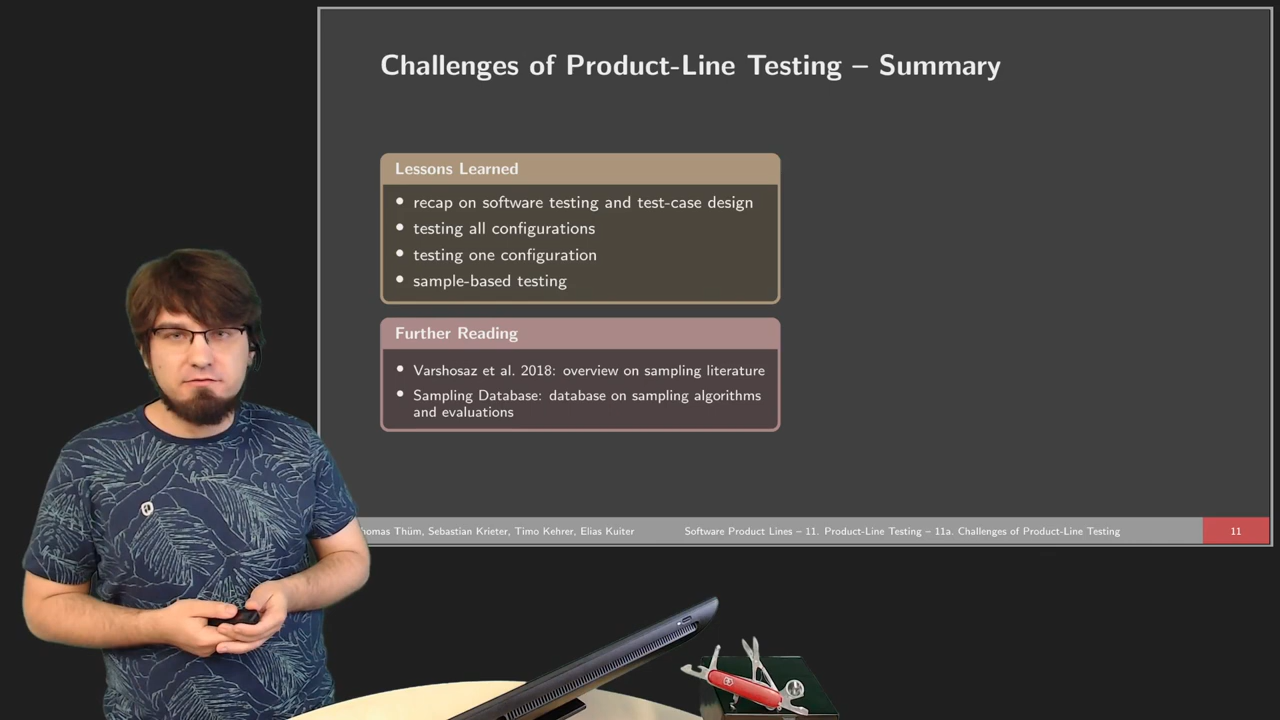 Challenges of Product-Line Testing – Summary
Lessons Learned
• recap on software testing and test-case design
• testing all configurations
• testing one configuration
• sample-based testing
Further Reading
• Varshosaz et al. 2018: overview on sampling literature
• Sampling Database: database on sampling algorithms
and evaluations
Thüm, Sebastian Krieter, Timo Kehrer, Elias Kuiter
Software Product Lines – 11. Product-Line Testing – 11a. Challenges of Product-Line Testing
11